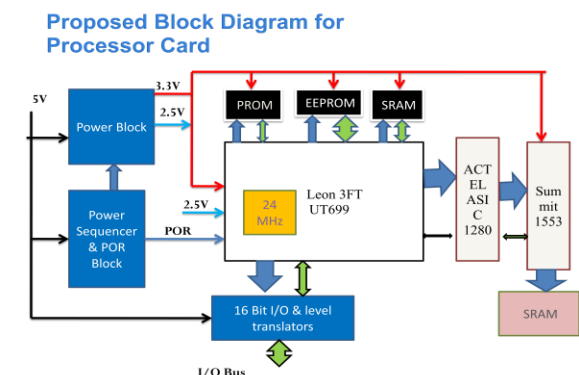 Proposed Block Diagram for
Processor Card
5V
3.3V
2.5V
Power Block
PROM
EEPROM
SRAM
Leon 3FT
UT699
24
MHz
2.5V
POR
Power
Sequencer
& POR
Block
ACT
EL
ASI
C
1280
Sum
mit
1553
SRAM
16 Bit I/O & level
translators
I/O Bus